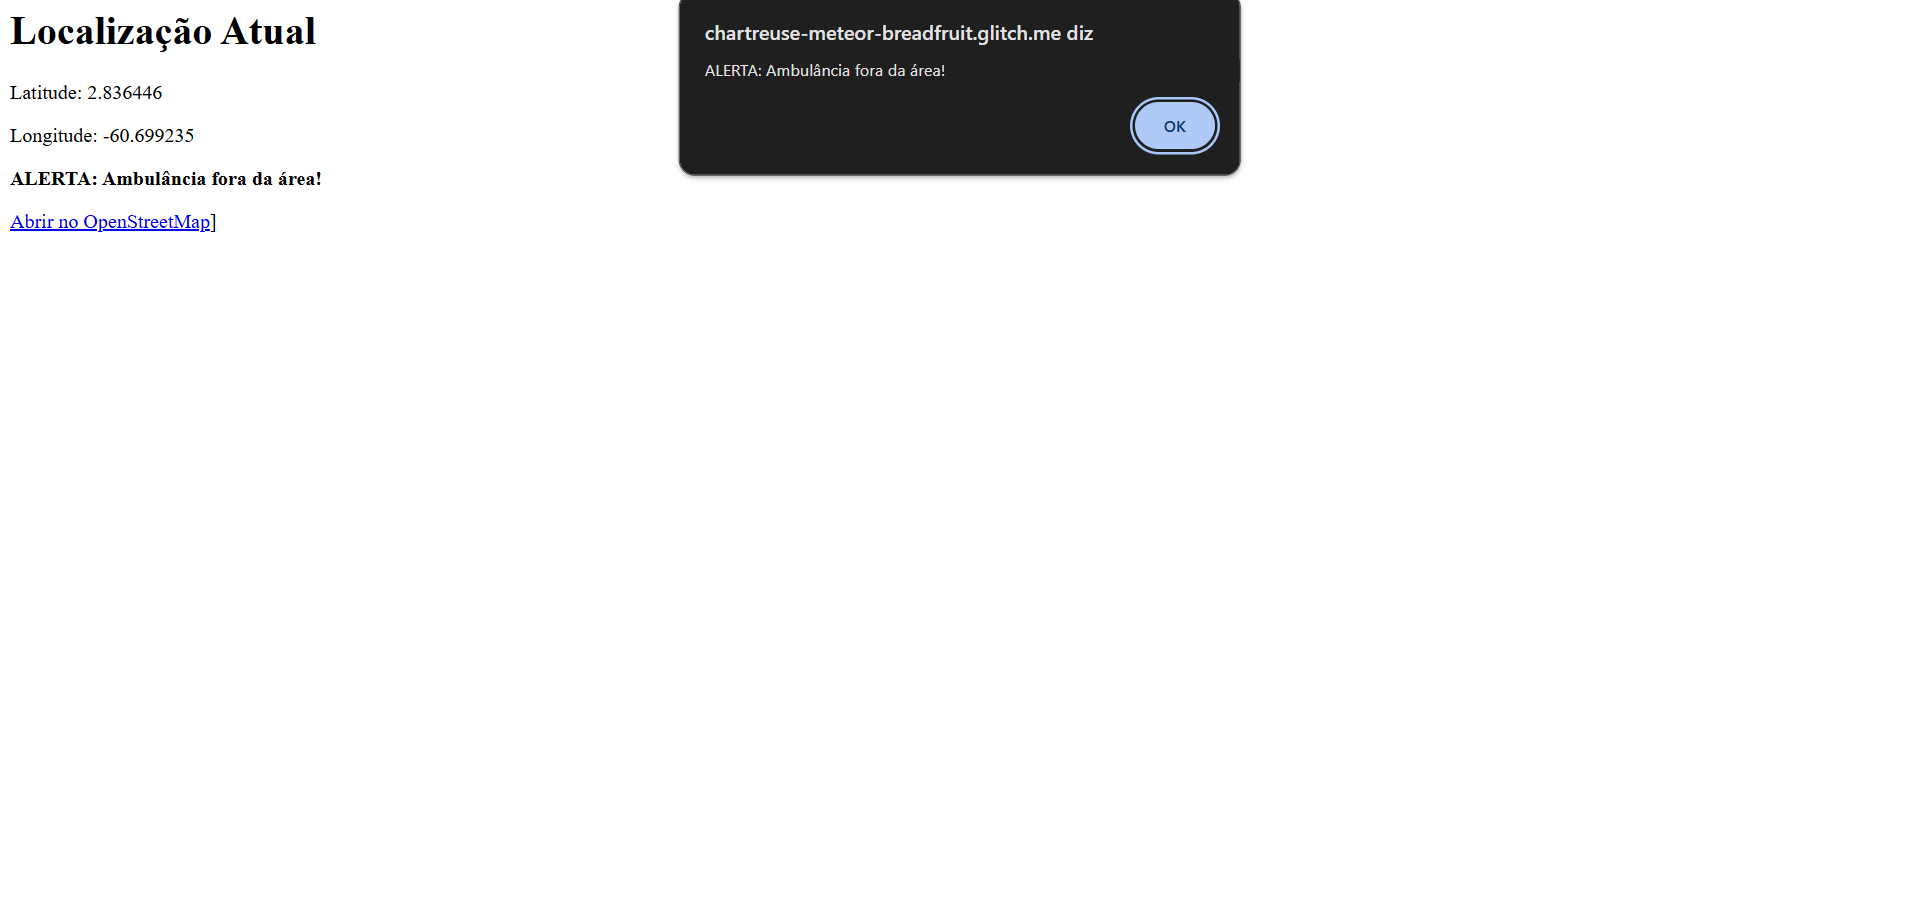 Localização Atual
Latitude: 2.836446
Longitude: -60.699235
ALERTA: Ambulância fora da área!
Abrir no OpenStreetMap]
chartreuse-meteor-breadfruit.glitch.me diz
ALERTA: Ambulância fora da área!
OK